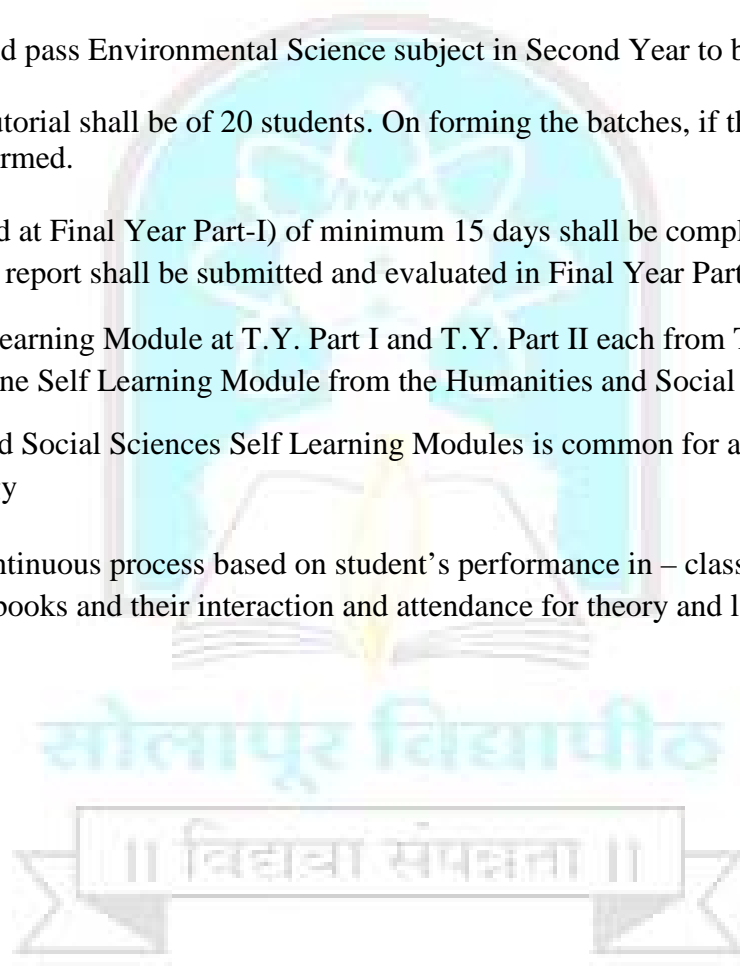 d pass Environmental Science subject in Second Year to b
utorial shall be of 20 students. On forming the batches, if th
rmed.
d at Final Year Part-I) of minimum 15 days shall be compl
report shall be submitted and evaluated in Final Year Part
earning Module at T.Y. Part I and T.Y. Part II each from T
ne Self Learning Module from the Humanities and Social
d Social Sciences Self Learning Modules is common for a
y
ntinuous process based on student’s performance in – class
books and their interaction and attendance for theory and l
सोलापूर विद्यापीठ
|| विद्यया संपन्नता ||